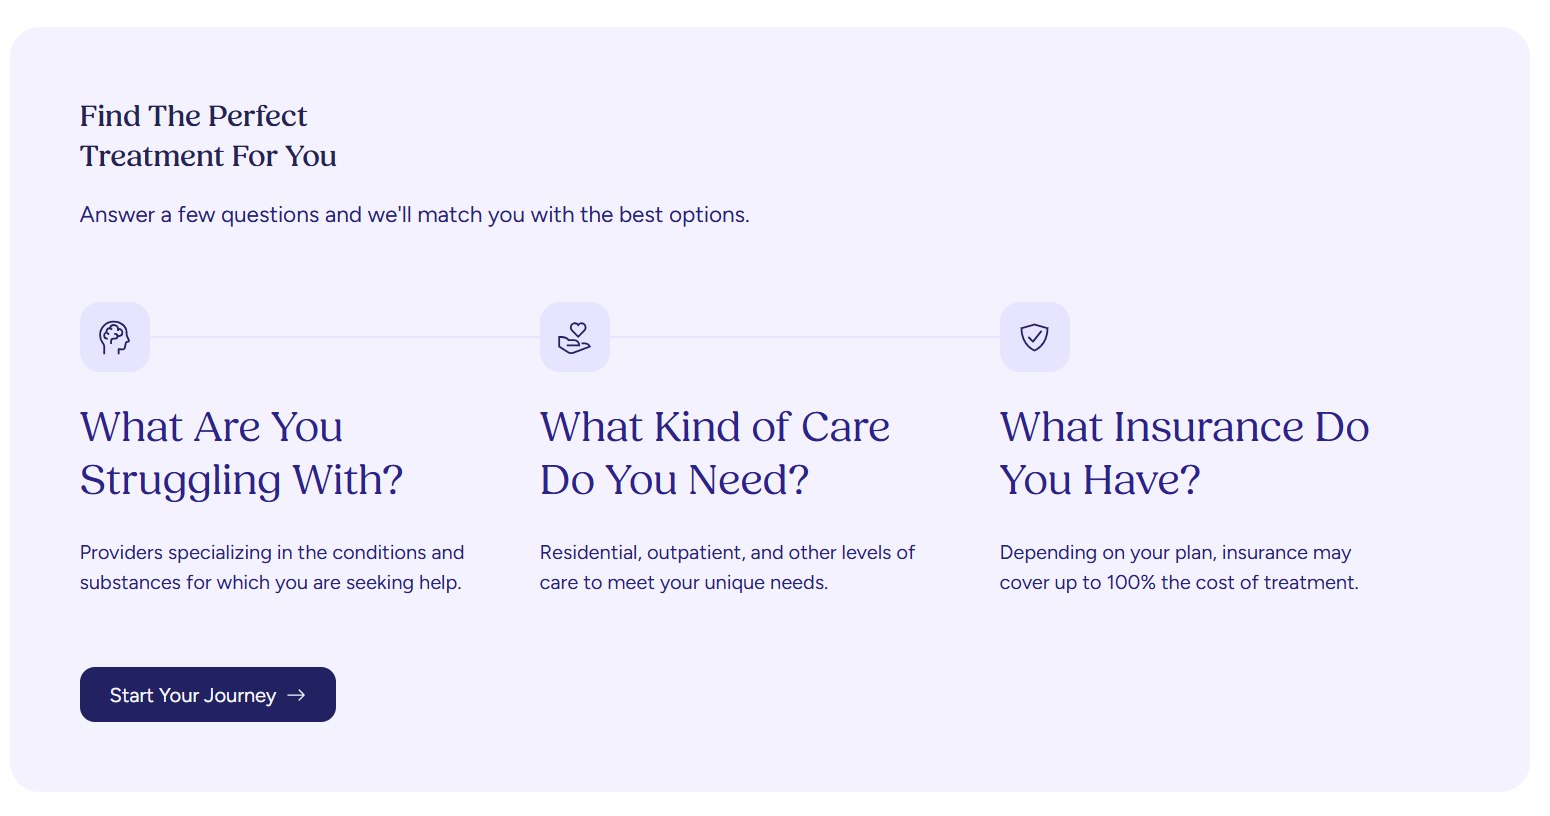 Find The Perfect
Treatment For You
Answer a few questions and we'll match you with the best options.
What Are You
Struggling With?
Providers specializing in the conditions and
substances for which you are seeking help.
What Kind of Care
Do You Need?
Residential, outpatient, and other levels of
care to meet your unique needs.
What Insurance Do
You Have?
Depending on your plan, insurance may
cover up to 100% the cost of treatment.
Start Your Journey →